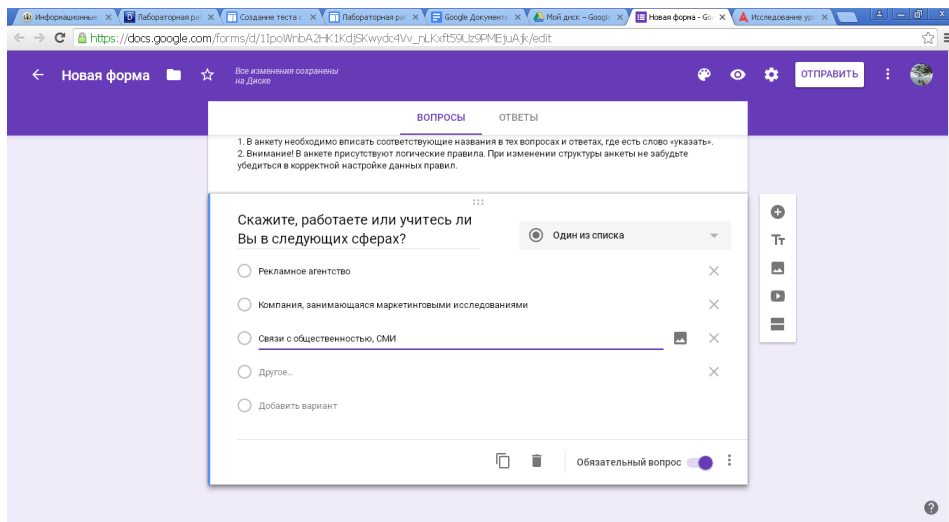 Информационные
Лабораторная ра
Создание теста с
Лабораторная ра
Google Документ
Мой диск – Googl
Новая форма - Go
Исследование ур
https://docs.google.com/forms/d/1IpoWnbA2HK1KdjSKwydc4Vv_nLKxft59Uz9PMEjuAjk/edit
Новая форма
Все изменения сохранены
на Диске
ОТПРАВИТЬ
ВОПРОСЫ ОТВЕТЫ
1. В анкету необходимо вписать соответствующие названия в тех вопросах и ответах, где есть слово «указать».
2. Внимание! В анкете присутствуют логические правила. При изменении структуры анкеты не забудьте
убедиться в корректной настройке данных правил.
Скажите, работаете или учитесь ли
Вы в следующих сферах?
Один из списка
Рекламное агентство
Компания, занимающаяся маркетинговыми исследованиями
Связи с общественностью, СМИ
Другое..
Добавить вариант
Обязательный вопрос